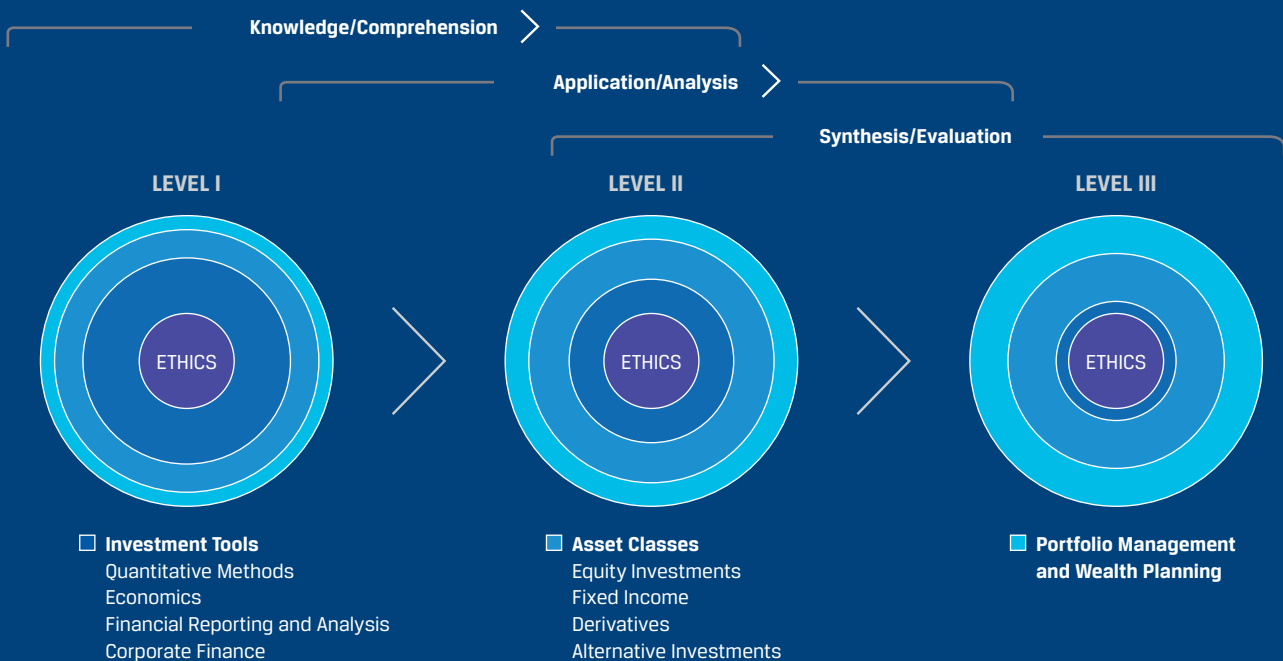 Knowledge/Comprehension
Application/Analysis
Synthesis/Evaluation
LEVEL I
LEVEL II
LEVEL III
ETHICS
ETHICS
ETHICS
Investment Tools
Quantitative Methods
Economics
Financial Reporting and Analysis
Corporate Finance
Asset Classes
Equity Investments
Fixed Income
Derivatives
Alternative Investments
Portfolio Management
and Wealth Planning